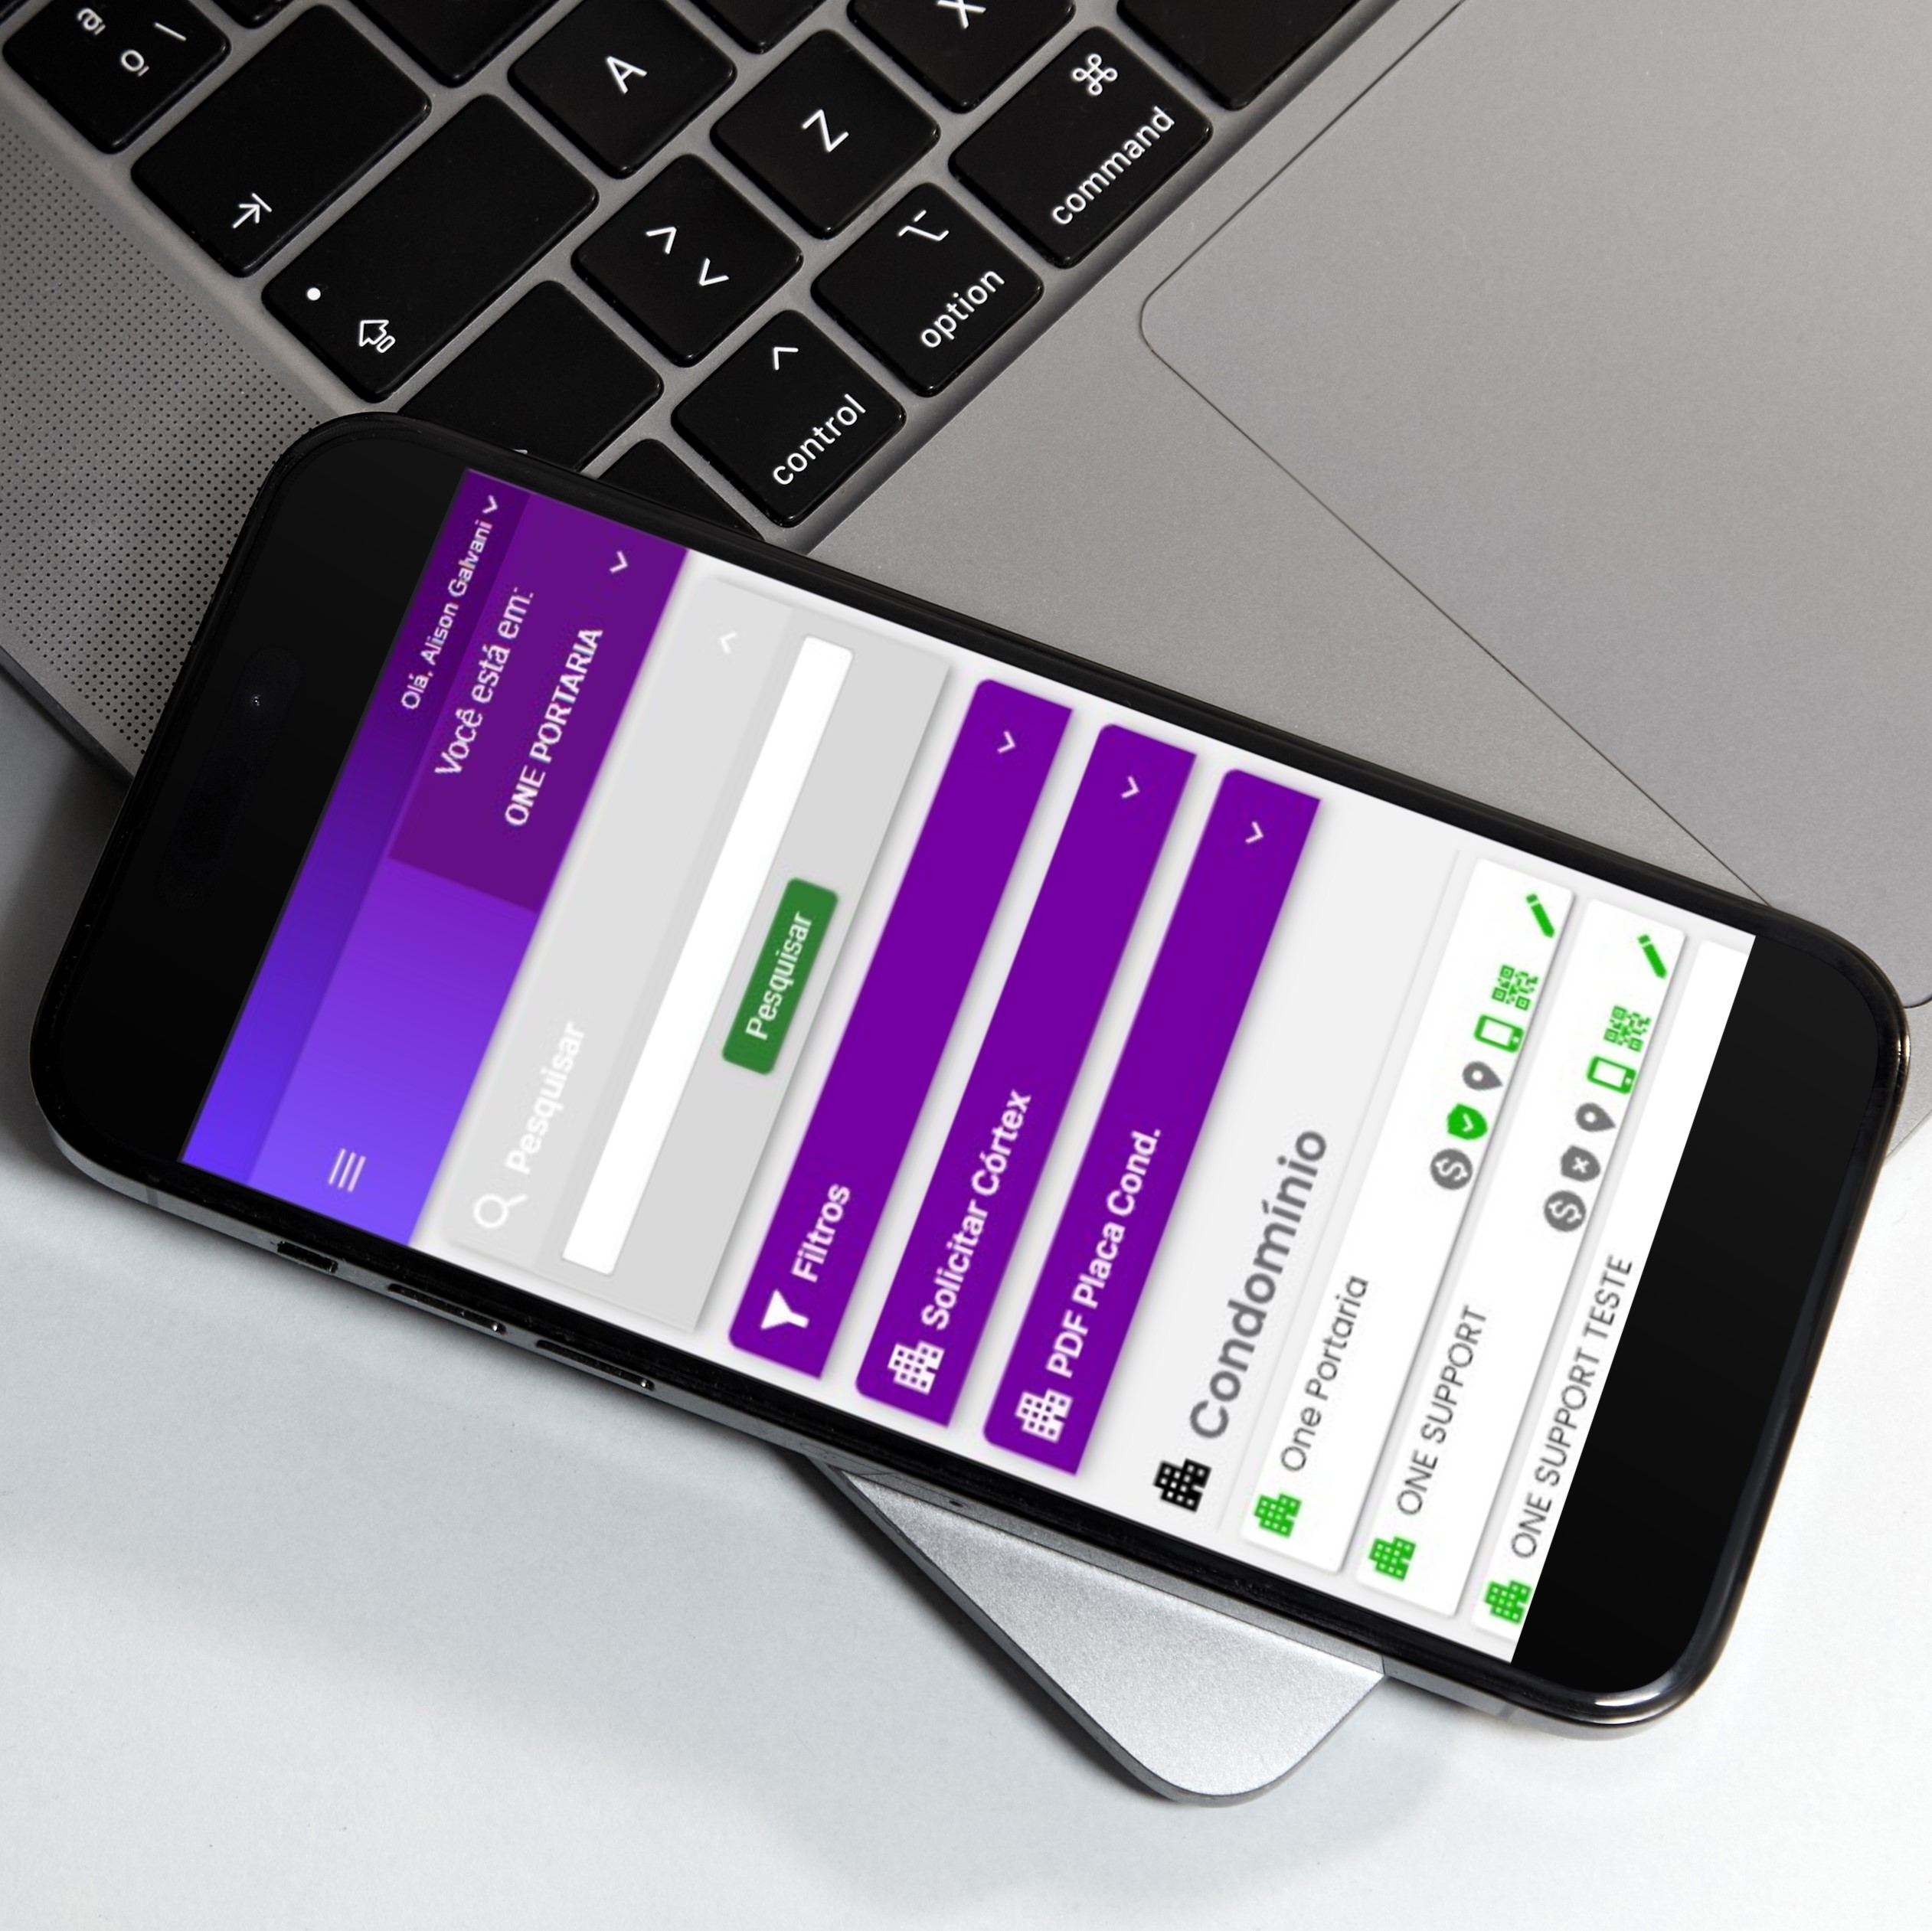 Olá, Alison Galvani
Você está em:
ONE PORTARIA
Pesquisar
Pesquisar
Filtros
Solicitar Córtex
PDF Placa Cond.
Condomínio
One Portaria
ONE SUPPORT
ONE SUPPORT TESTE
ª
º \
A
Z
X
command
option
control